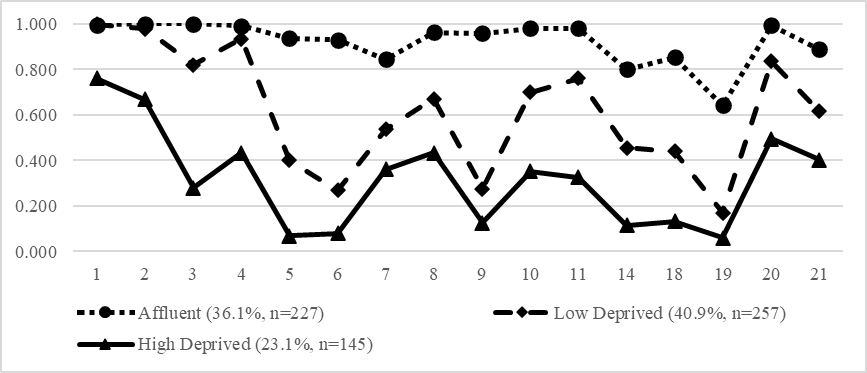 1.000
0.800
0.600
0.400
0.200
0.000
1 2 3 4 5 6 7 8 9 10 11 14 18 19 20 21
Affluent (36.1%, n=227) Low Deprived (40.9%, n=257)
High Deprived (23.1%, n=145)